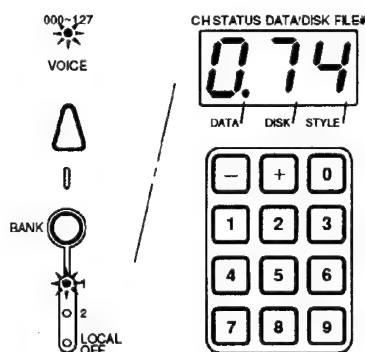 000~127
VOICE
BANK
1
2
LOCAL
OFF
CH STATUS DATA/DISK FILE#
0.74
DATA DISK STYLE
- + 0
1 2 3
4 5 6
7 8 9